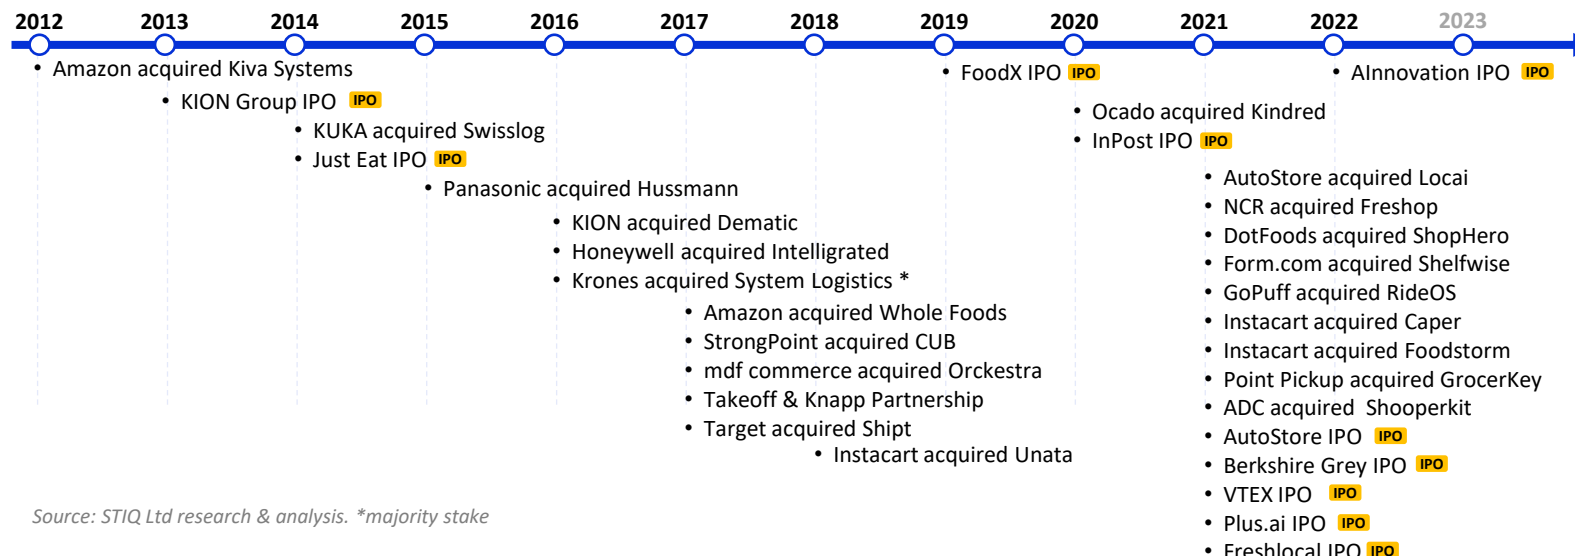 2012 2013 2014 2015 2016 2017 2018 2019 2020 2021 2022 2023
• Amazon acquired Kiva Systems
• KION Group IPO IPO
• KUKA acquired Swisslog
• Just Eat IPO IPO
• Panasonic acquired Hussmann
• KION acquired Dematic
• Honeywell acquired Intelligrated
• Krones acquired System Logistics *
• Amazon acquired Whole Foods
• StrongPoint acquired CUB
• mdf commerce acquired Orckestra
• Takeoff & Knapp Partnership
• Target acquired Shipt
• Instacart acquired Unata
• FoodX IPO IPO
• Ocado acquired Kindred
• InPost IPO IPO
• AutoStore acquired Locai
• NCR acquired Freshop
• DotFoods acquired ShopHero
• Form.com acquired Shelfwise
• GoPuff acquired RideOS
• Instacart acquired Caper
• Instacart acquired Foodstorm
• Point Pickup acquired GrocerKey
• ADC acquired Shooperkit
• AutoStore IPO IPO
• Berkshire Grey IPO IPO
• VTEX IPO IPO
• Plus.ai IPO IPO
• Freshlocal IPO IPO
• AInnovation IPO IPO
Source: STIQ Ltd research & analysis. *majority stake